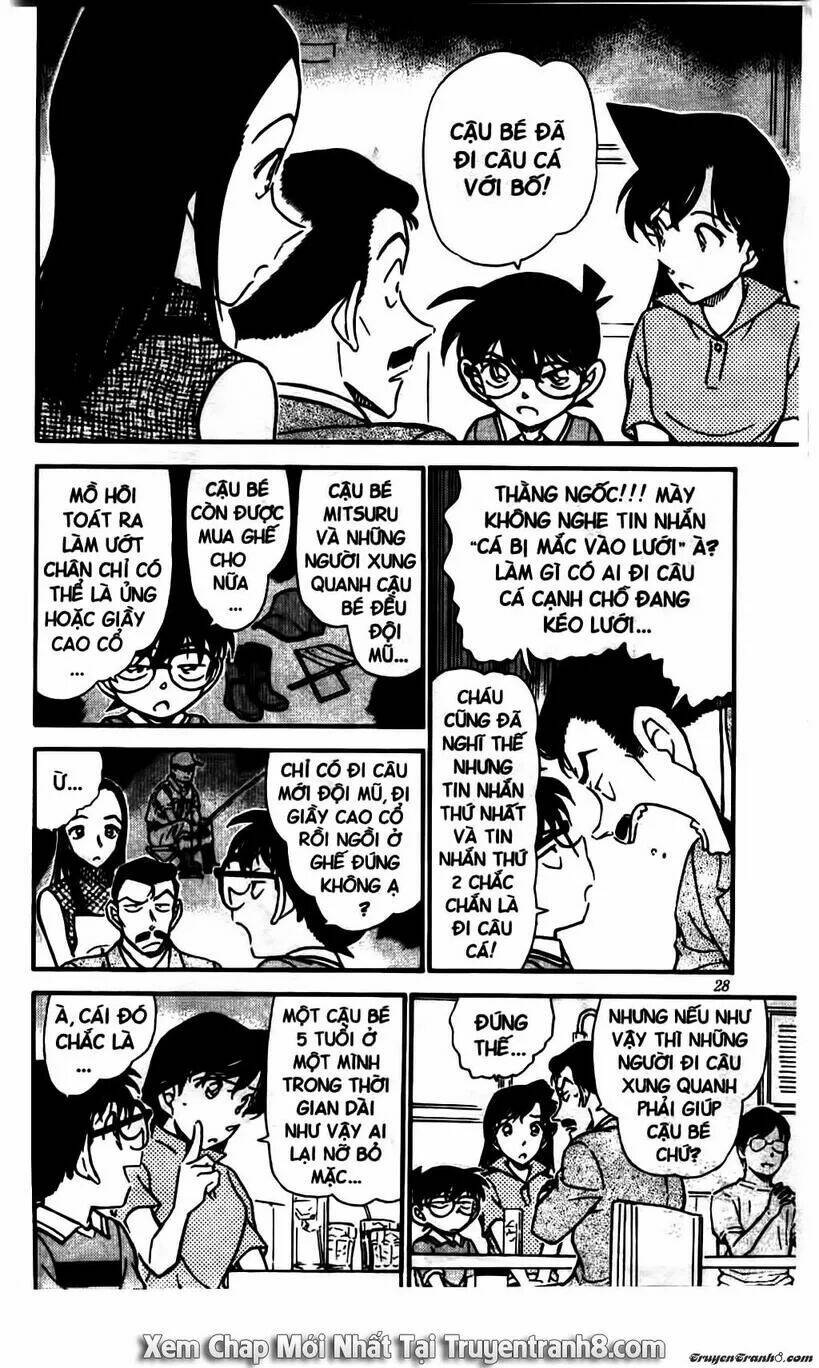 CẬU BÉ ĐÃ
ĐI CÂU CÁ
VỚI BỐ!
THẰNG NGỐC!!! MÀY
KHÔNG NGHE TIN NHẮN
"CÁ BỊ MẮC VÀO LƯỚI" À?
LÀM GÌ CÓ AI ĐI CÂU
CÁ CẠNH CHỖ ĐANG
KÉO LƯỚI...
CHÁU
CŨNG ĐÃ
NGHĨ THẾ
NHƯNG
TIN NHẮN
THỨ NHẤT
VÀ TIN
NHẮN THỨ
2 CHẮC
CHẮN LÀ
ĐI CÂU
CÁ!
CẬU BÉ
MITSURU
VÀ NHỮNG
NGƯỜI XUNG
QUANH CẬU
BÉ ĐỀU
ĐỘI
MŨ...
CẬU BÉ
CÒN ĐƯỢC
MUA GHẾ
CHO
NỮA
...
MỒ HÔI
TOÁT RA
LÀM ƯỚT
CHÂN CHỈ CÓ
THỂ LÀ ỦNG
HOẶC GIẦY
CAO CỔ
...
CHỈ CÓ ĐI CÂU
MỚI ĐỘI MŨ, ĐI
GIẦY CAO CỔ
RỒI NGỒI Ở
GHẾ ĐÚNG
KHÔNG Ạ
?
Ừ...
28
NHƯNG NẾU NHƯ
VẬY THÌ NHỮNG
NGƯỜI ĐI CÂU
XUNG QUANH
PHẢI GIÚP
CẬU BÉ
CHỨ?
ĐÚNG
THẾ...
MỘT CẬU BÉ
5 TUỔI Ở
MỘT MÌNH
TRONG THỜI
GIAN DÀI
NHƯ VẬY AI
LẠI NỠ BỎ
MẶC...
À, CÁI ĐÓ
CHẮC LÀ
...
Xem Chap Mới Nhất Tại Truyentranh8.com
TruyenTranh8.com